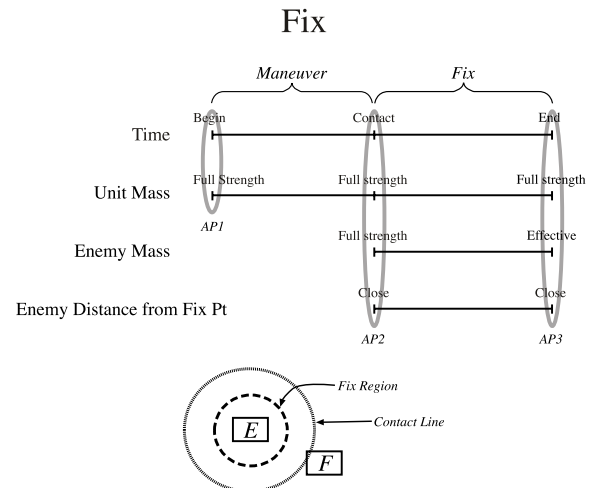 Fix
Maneuver Fix
Begin Contact End
Time
Full Strength Full strength Full strength
Unit Mass
AP1
Full strength Effective
Enemy Mass
Close Close
Enemy Distance from Fix Pt
AP2 AP3
Fix Region
Contact Line
E
F